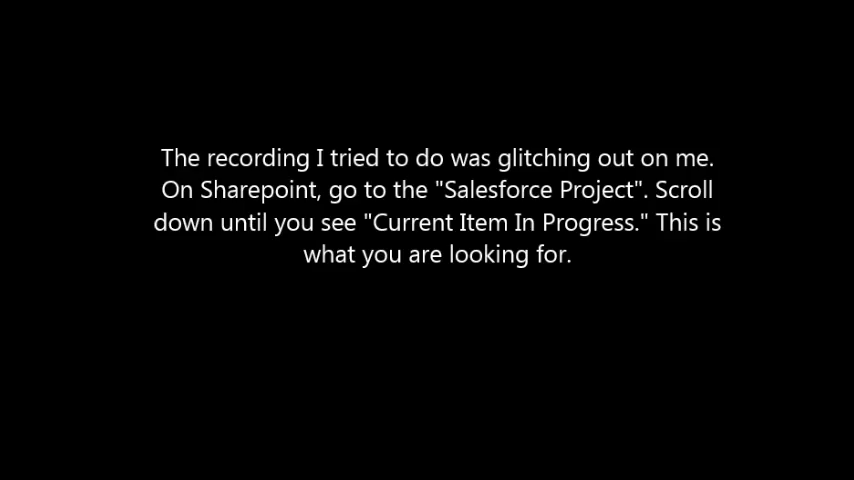 The recording I tried to do was glitching out on me.
On Sharepoint, go to the "Salesforce Project". Scroll
down until you see "Current Item In Progress." This is
what you are looking for.